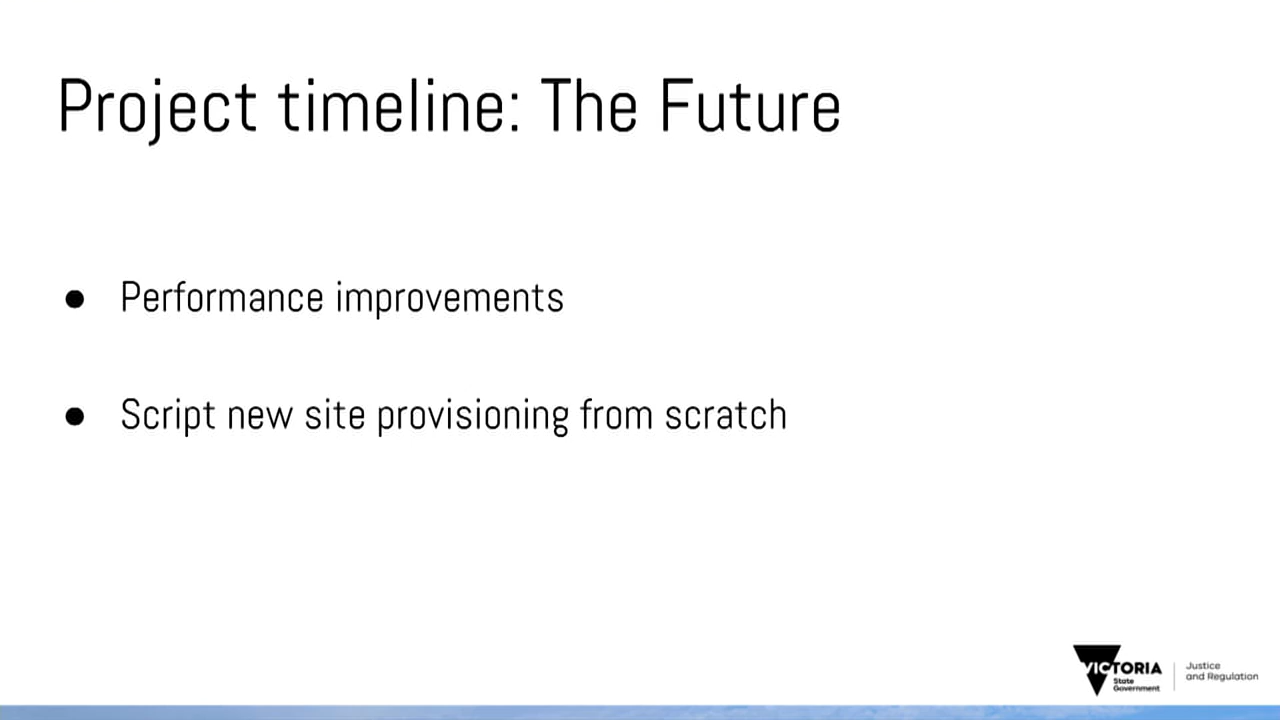 Project timeline: The Future
● Performance improvements
● Script new site provisioning from scratch
VICTORIA
State
Government
Justice
and Regulation